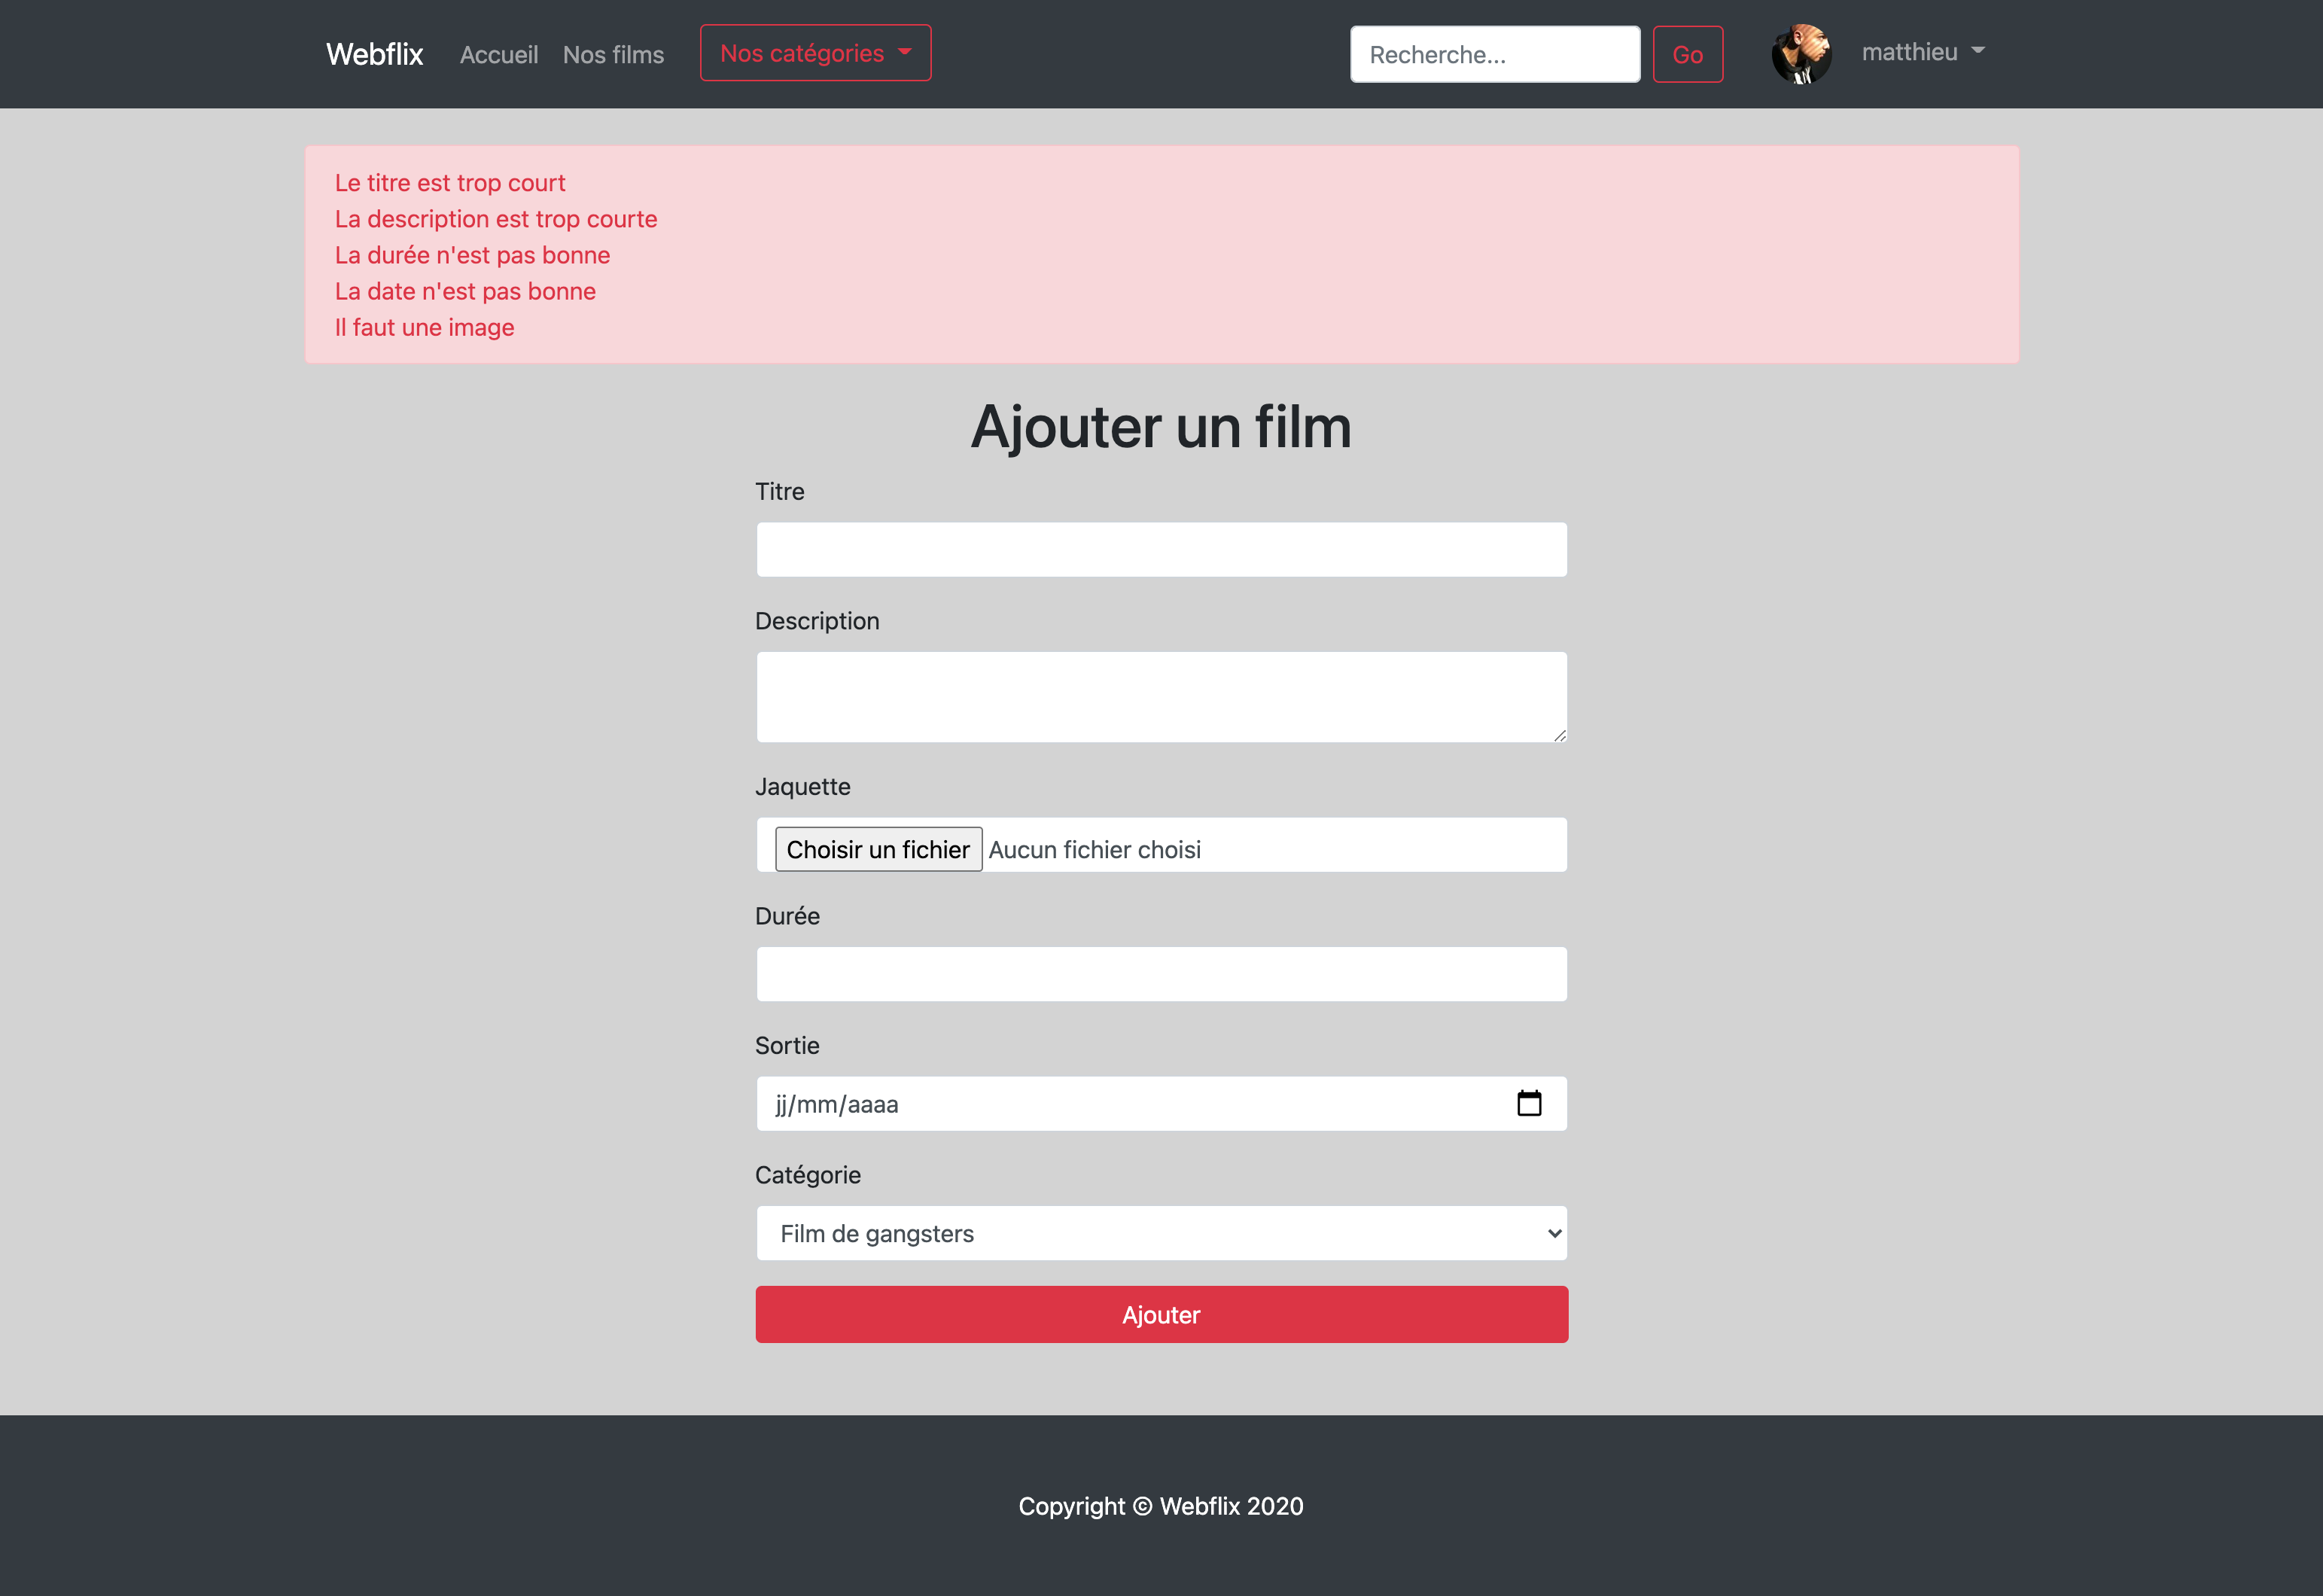 Webflix Accueil Nos films Nos catégories Recherche... Go matthieu
Le titre est trop court
La description est trop courte
La durée n'est pas bonne
La date n'est pas bonne
Il faut une image
Ajouter un film
Titre
Description
Jaquette
Choisir un fichier Aucun fichier choisi
Durée
Sortie
jj/mm/aaaa
Catégorie
Film de gangsters
Ajouter
Copyright © Webflix 2020